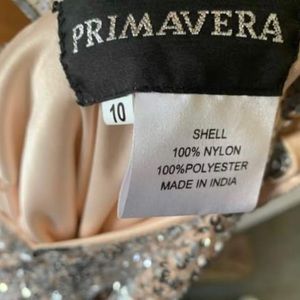 PRIMAVERA
10
SHELL
100% NYLON
100%POLYESTER
MADE IN INDIA